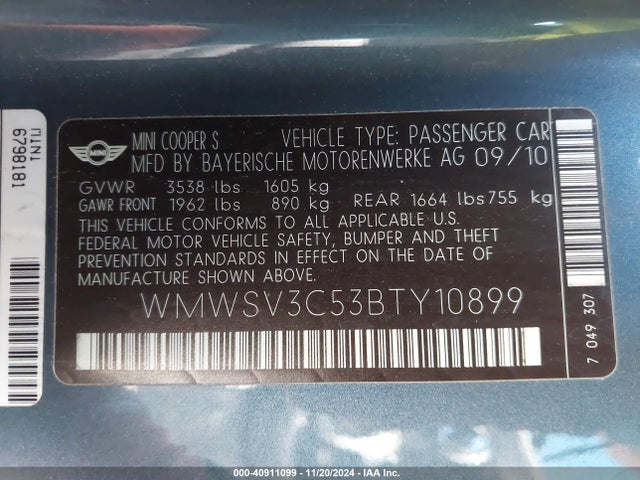 MINI
MINI COOPER S VEHICLE TYPE: PASSENGER CAR
MFD BY BAYERISCHE MOTORENWERKE AG 09/10
GVWR 3538 lbs 1605 kg
GAWR FRONT 1962 lbs 890 kg REAR 1664 lbs 755 kg
THIS VEHICLE CONFORMS TO ALL APPLICABLE U.S.
FEDERAL MOTOR VEHICLE SAFETY, BUMPER AND THEFT
PREVENTION STANDARDS IN EFFECT ON THE DATE OF
MANUFACTURE SHOWN ABOVE.
WMWSV3C53BTY10899
7 049 307
6798181
000-40911099 - 11/20/2024 - IAA Inc.